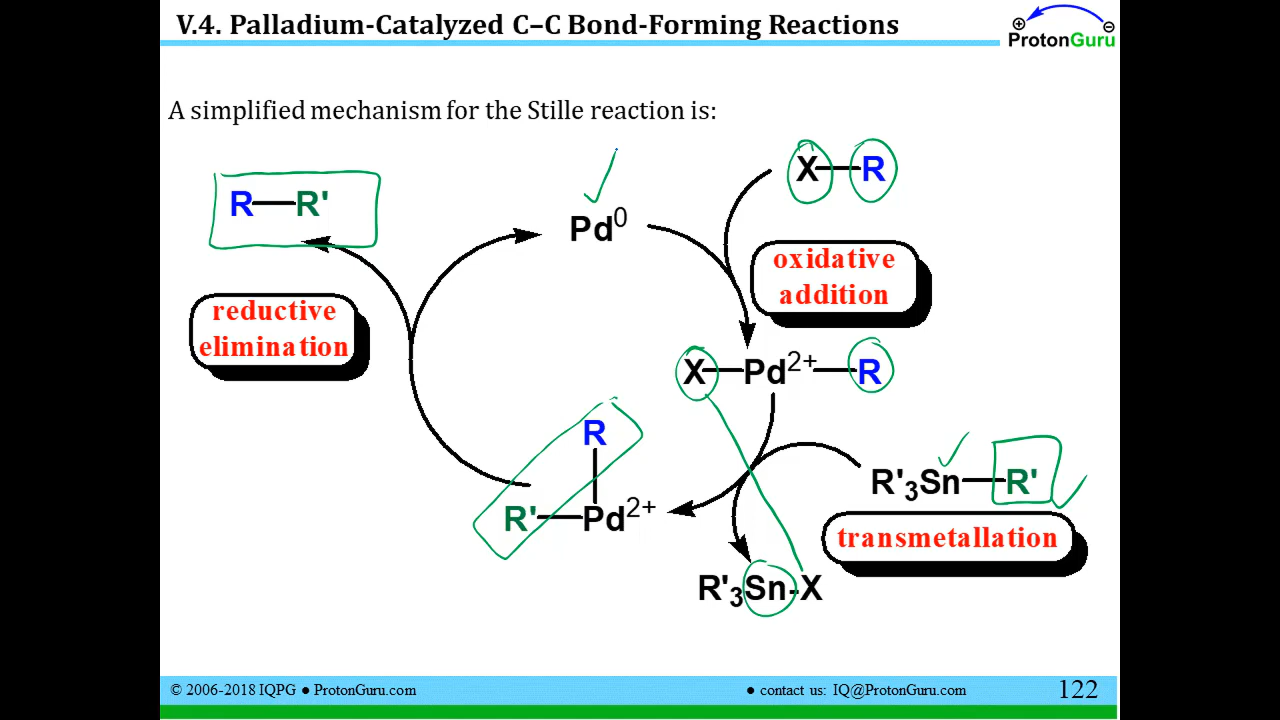 V.4. Palladium-Catalyzed C–C Bond-Forming Reactions
ProtonGuru
A simplified mechanism for the Stille reaction is:
X—R
R—R'
Pd⁰
oxidative
addition
reductive
elimination
X—Pd²⁺—R
R
R'₃Sn—R'
R'—Pd²⁺
transmetallation
R'₃Sn-X
© 2006-2018 IQPG ● ProtonGuru.com
● contact us: IQ@ProtonGuru.com
122